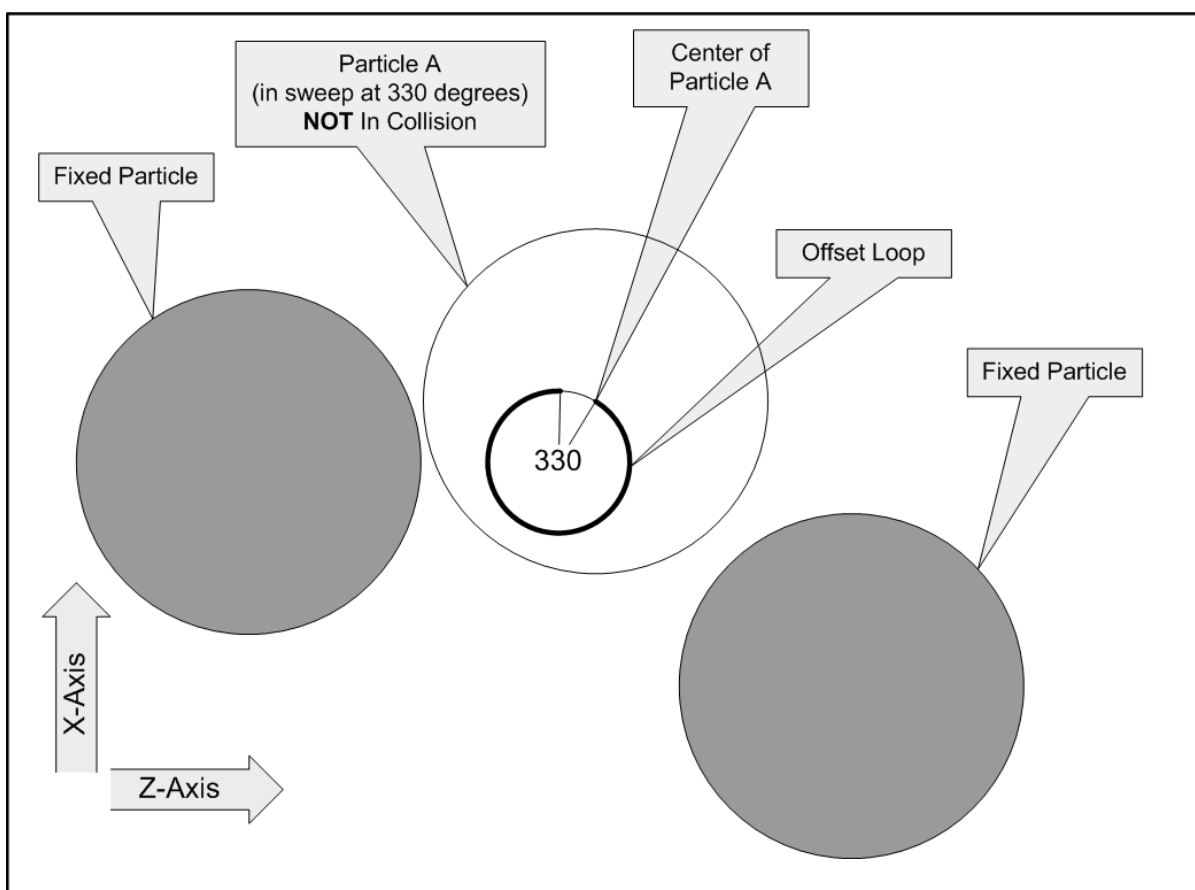 Particle A
(in sweep at 330 degrees)
NOT In Collision
Center of
Particle A
Fixed Particle
Offset Loop
Fixed Particle
330
X-Axis
Z-Axis